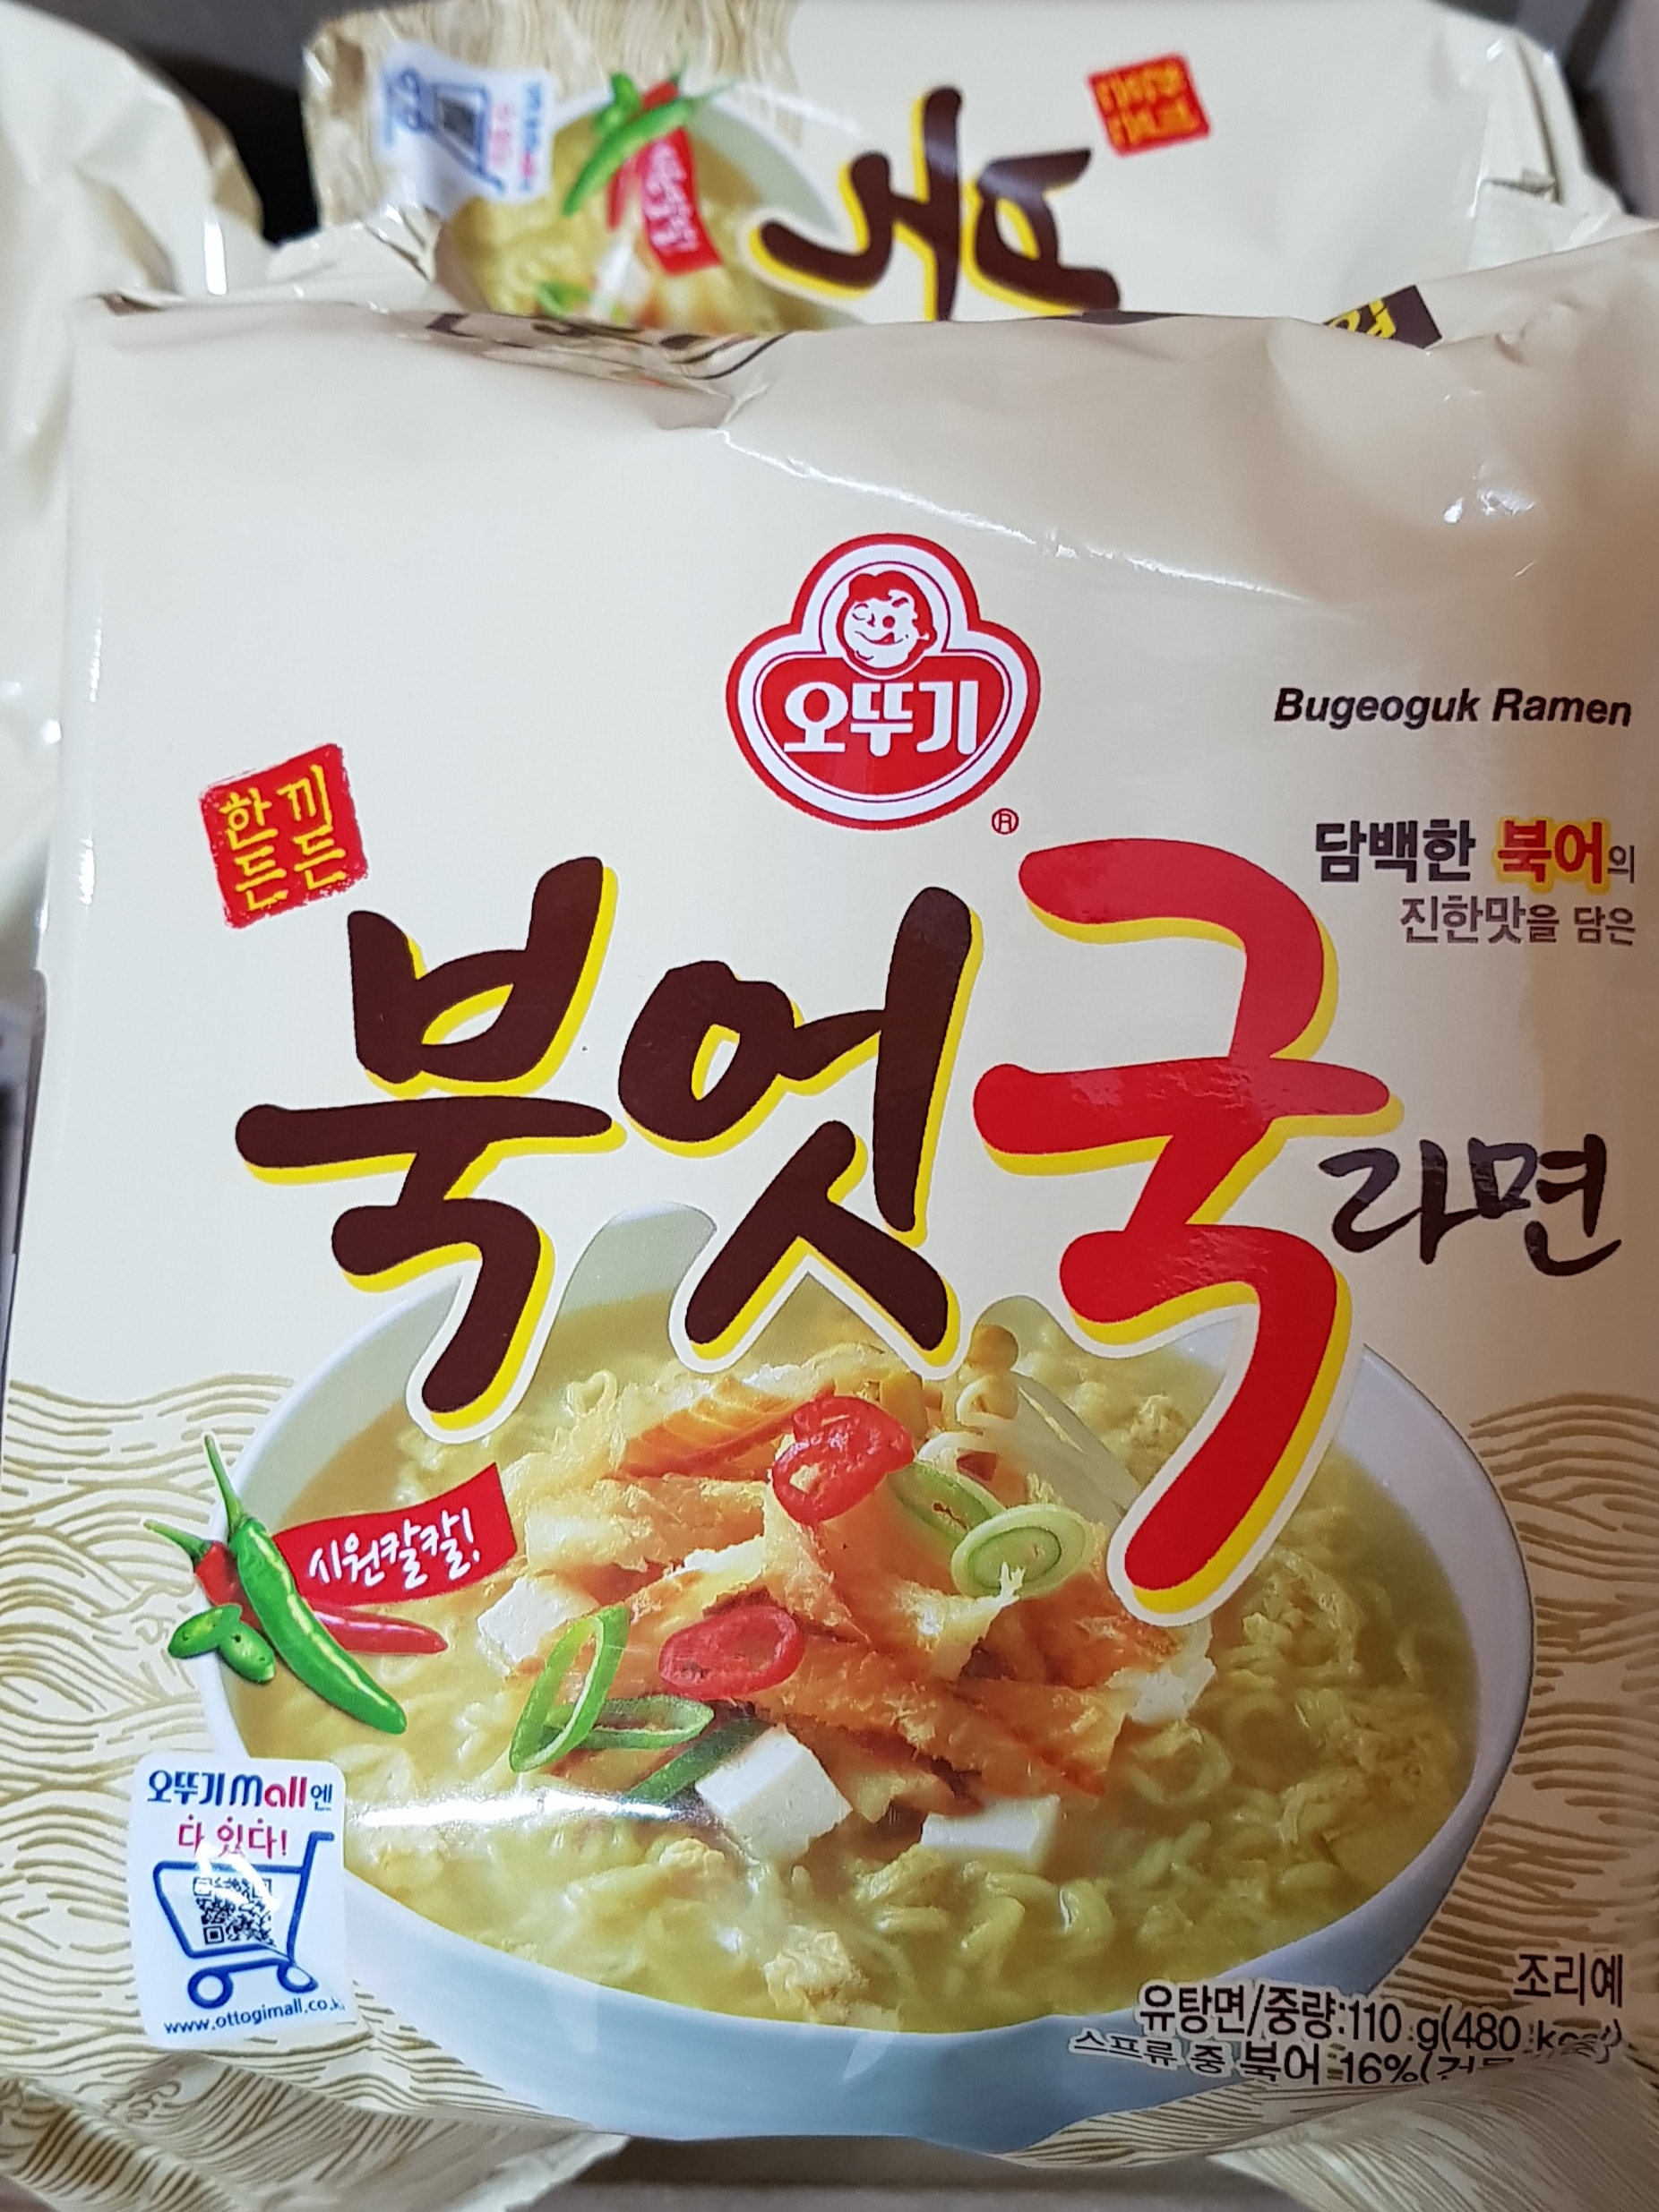 오뚜기
®
Bugeoguk Ramen
담백한 북어의
진한맛을 담은
한끼
든든
북엇국라면
시원칼칼!
오뚜기mall엔
다 있다!
www.ottogimall.co.k
조리예
유탕면/중량:110 g(480 kcal)
스프류 중 북어 16%(건